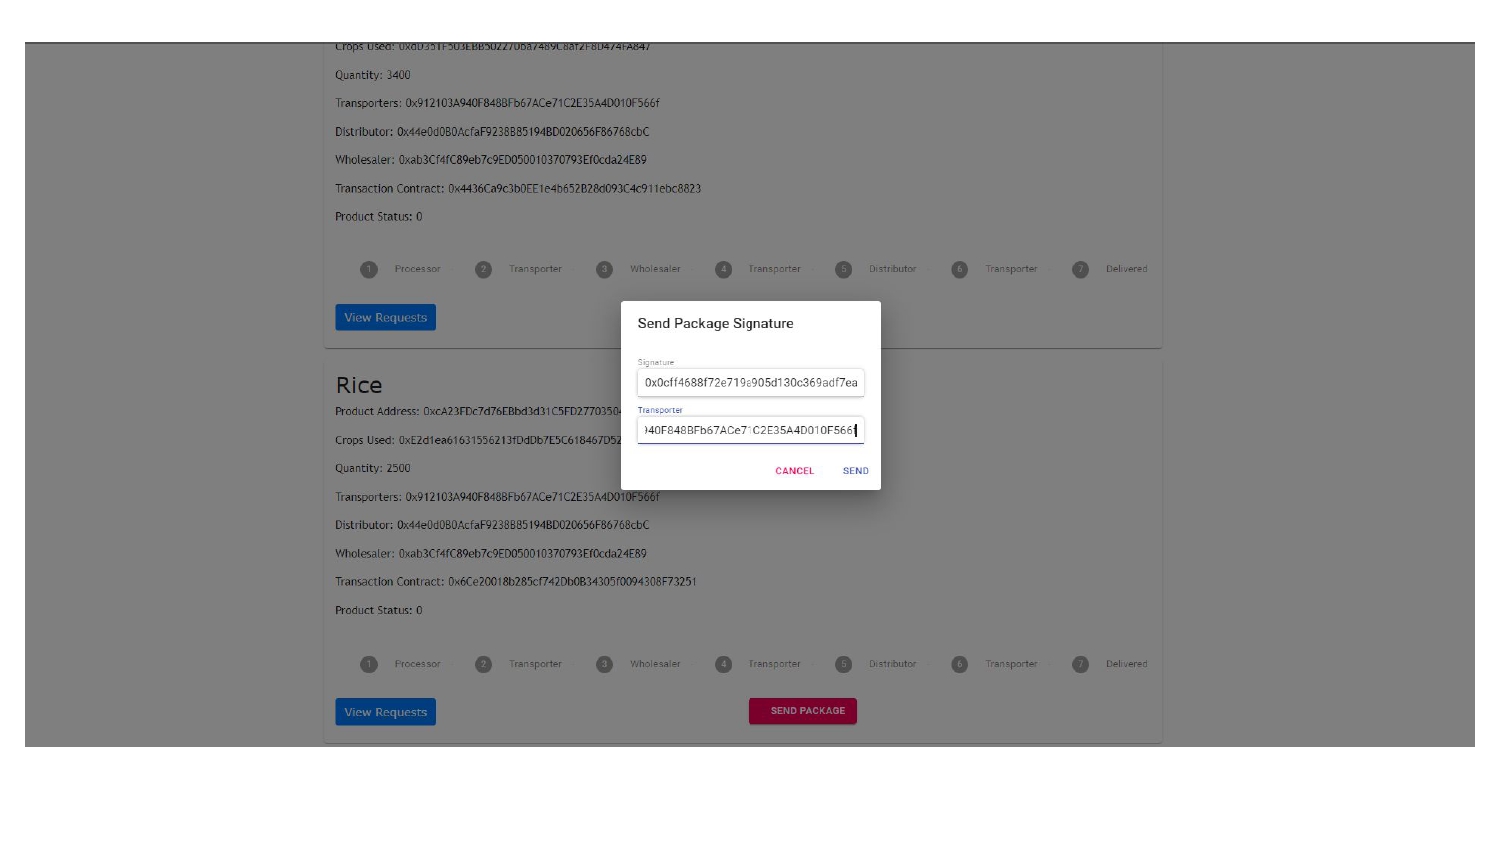 Crops Used: 0xdD351F503EBB502270ba7489C8af2F8D474FA847
Quantity: 3400
Transporters: 0x912103A940F848BFb67ACe71C2E35A4D010F566f
Distributor: 0x44e0d0B0AcfaF9238B85194BD020656F86768cbC
Wholesaler: 0xab3Cf4fC89eb7c9ED050010370793Ef0cda24E89
Transaction Contract: 0x4436Ca9c3b0EE1e4b652B28d093C4c911ebc8823
Product Status: 0
1 Processor 2 Transporter 3 Wholesaler 4 Transporter 5 Distributor 6 Transporter 7 Delivered
View Requests
Send Package Signature
Signature
0x0cff4688f72e719a905d130c369adf7ea
Transporter
940F848BFb67ACe71C2E35A4D010F566f
CANCEL SEND
Rice
Product Address: 0xcA23FDc7d76EBbd3d31C5FD2770350
Crops Used: 0xE2d1ea61631556213fDdDb7E5C618467D52
Quantity: 2500
Transporters: 0x912103A940F848BFb67ACe71C2E35A4D010F566f
Distributor: 0x44e0d0B0AcfaF9238B85194BD020656F86768cbC
Wholesaler: 0xab3Cf4fC89eb7c9ED050010370793Ef0cda24E89
Transaction Contract: 0x6Ce20018b285cf742Db0B34305f0094308F73251
Product Status: 0
1 Processor 2 Transporter 3 Wholesaler 4 Transporter 5 Distributor 6 Transporter 7 Delivered
View Requests
SEND PACKAGE